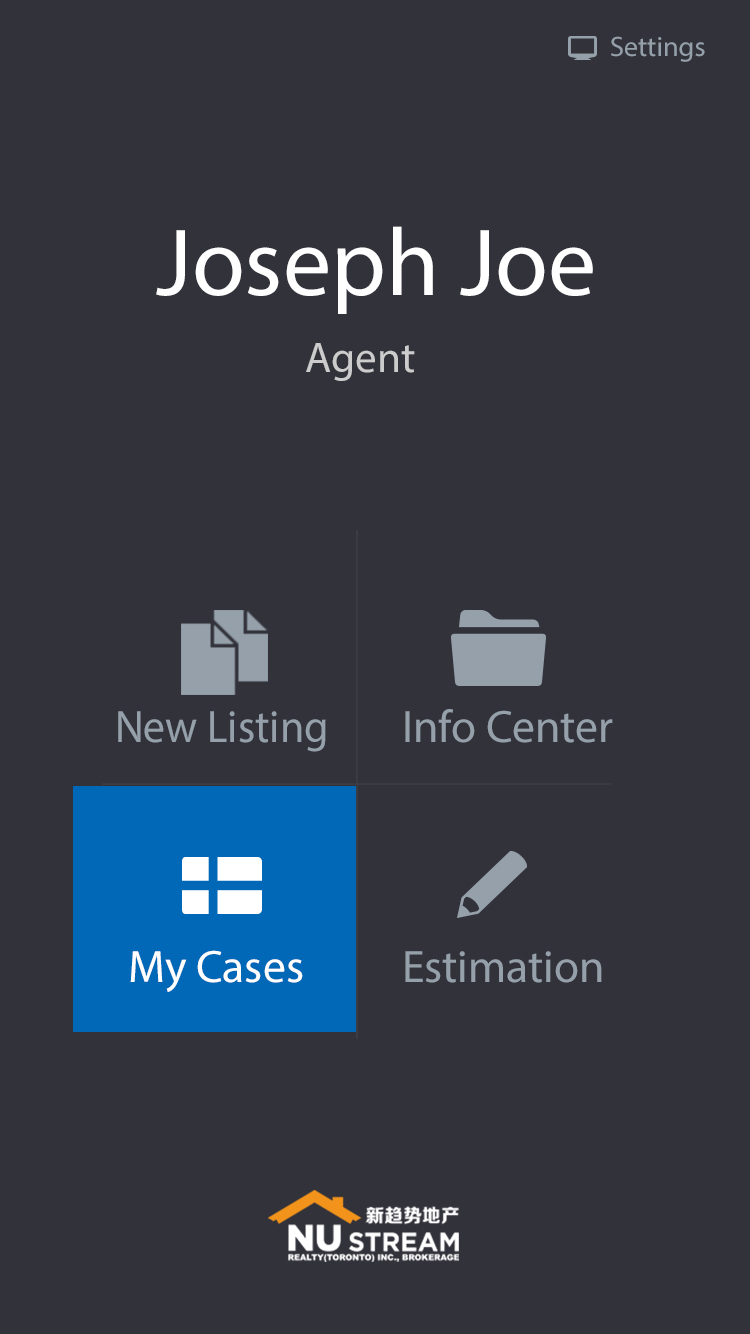 Settings
Joseph Joe
Agent
New Listing
Info Center
My Cases
Estimation
新趋势地产
NU STREAM
REALTY(TORONTO) INC., BROKERAGE